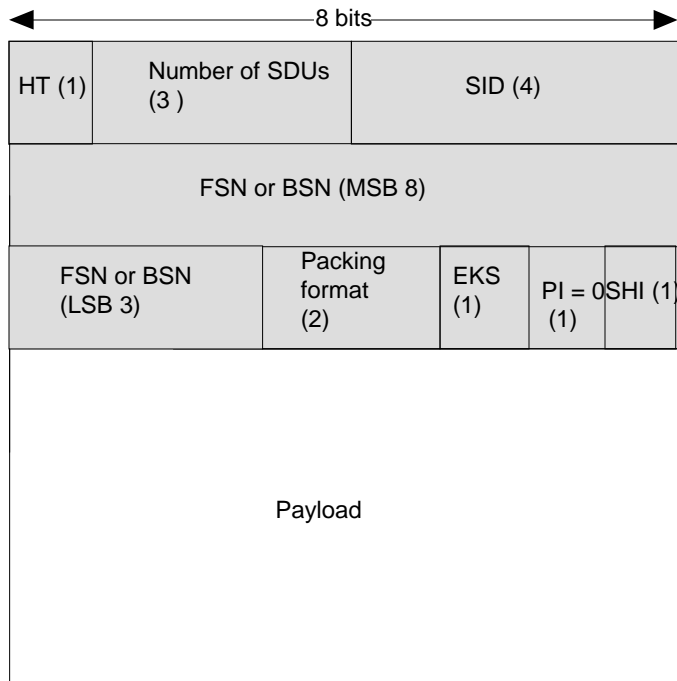 8 bits
HT (1)
Number of SDUs
(3 )
SID (4)
FSN or BSN (MSB 8)
FSN or BSN
(LSB 3)
Packing
format
(2)
EKS
(1)
PI = 0
(1)
SHI (1)
Payload